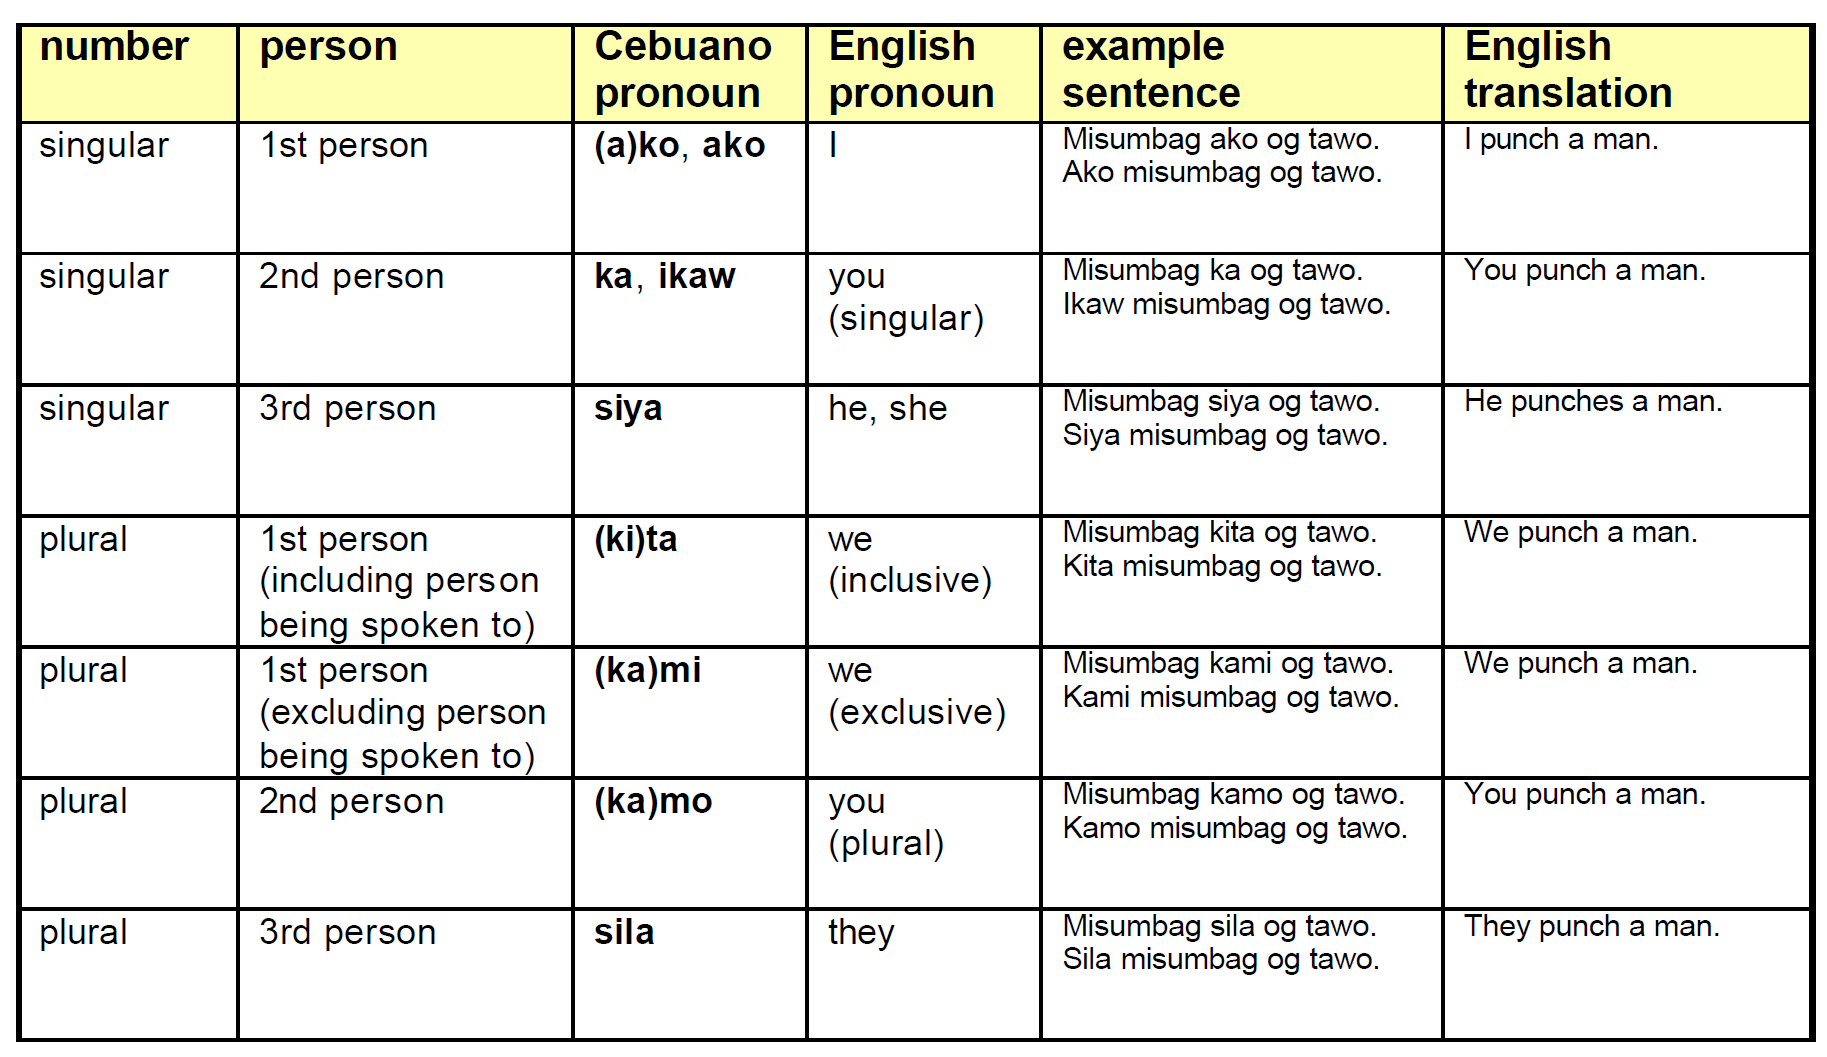 number person Cebuano pronoun English pronoun example sentence English translation
singular 1st person (a)ko, ako I Misumbag ako og tawo. I punch a man.
Ako misumbag og tawo.
singular 2nd person ka, ikaw you Misumbag ka og tawo. You punch a man.
(singular) Ikaw misumbag og tawo.
singular 3rd person siya he, she Misumbag siya og tawo. He punches a man.
Siya misumbag og tawo.
plural 1st person (ki)ta we Misumbag kita og tawo. We punch a man.
(including person (inclusive) Kita misumbag og tawo.
being spoken to)
plural 1st person (ka)mi we Misumbag kami og tawo. We punch a man.
(excluding person (exclusive) Kami misumbag og tawo.
being spoken to)
plural 2nd person (ka)mo you Misumbag kamo og tawo. You punch a man.
(plural) Kamo misumbag og tawo.
plural 3rd person sila they Misumbag sila og tawo. They punch a man.
Sila misumbag og tawo.